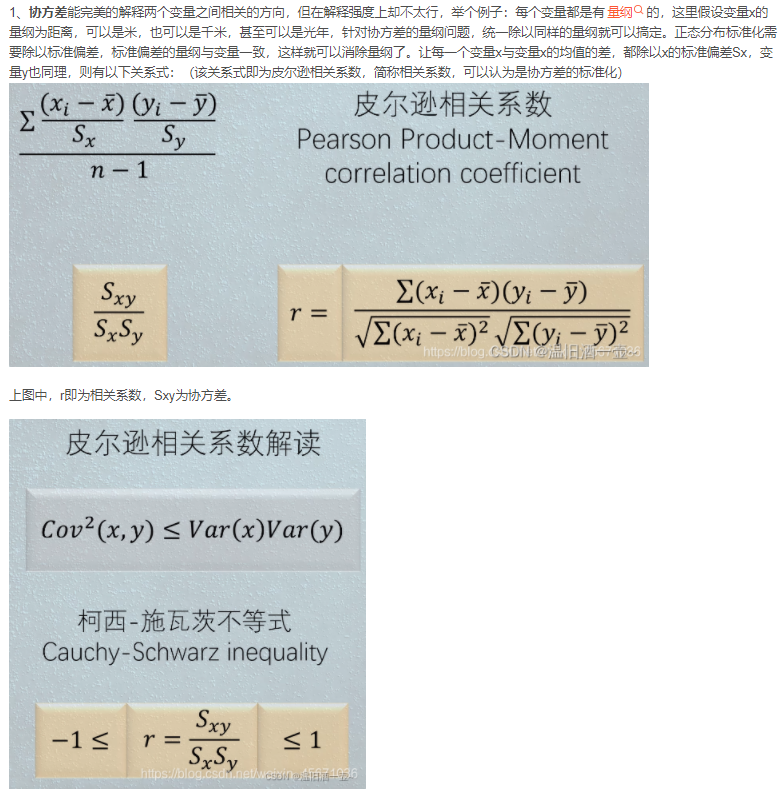 1、协方差能完美的解释两个变量之间相关的方向，但在解释强度上却不太行，举个例子：每个变量都是有 量纲 的，这里假设变量x的
量纲为距离，可以是米，也可以是千米，甚至可以是光年，针对协方差的量纲问题，统一除以同样的量纲就可以搞定。正态分布标准化需
要除以标准偏差，标准偏差的量纲与变量一致，这样就可以消除量纲了。让每一个变量x与变量x的均值的差，都除以x的标准偏差Sx，变
量y也同理，则有以下关系式：（该关系式即为皮尔逊相关系数，简称相关系数，可以认为是协方差的标准化）
Σ (xᵢ − x̄)/Sₓ (yᵢ − ȳ)/Sᵧ / n − 1
皮尔逊相关系数
Pearson Product-Moment
correlation coefficient
Sₓᵧ / SₓSᵧ
r = Σ(xᵢ − x̄)(yᵢ − ȳ) / √Σ(xᵢ − x̄)² √Σ(yᵢ − ȳ)²
CSDN @温旧酒一壶
上图中，r即为相关系数，Sxy为协方差。
皮尔逊相关系数解读
Cov²(x,y) ≤ Var(x)Var(y)
柯西-施瓦茨不等式
Cauchy-Schwarz inequality
−1 ≤ r = Sₓᵧ / SₓSᵧ ≤ 1